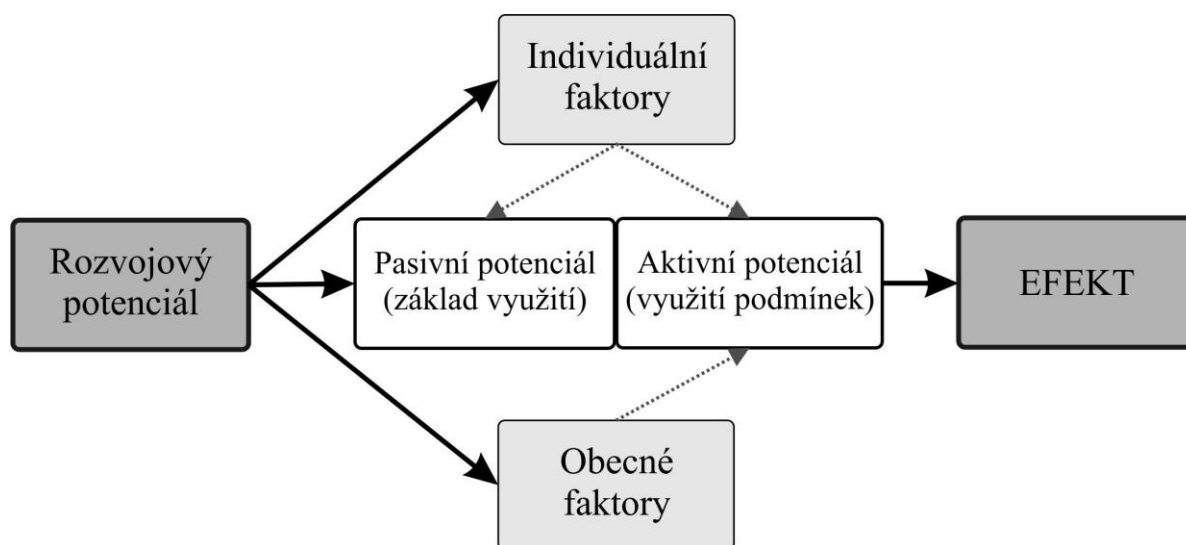 Individuální
faktory
Rozvojový
potenciál
Pasivní potenciál
(základ využití)
Aktivní potenciál
(využití podmínek)
EFEKT
Obecné
faktory